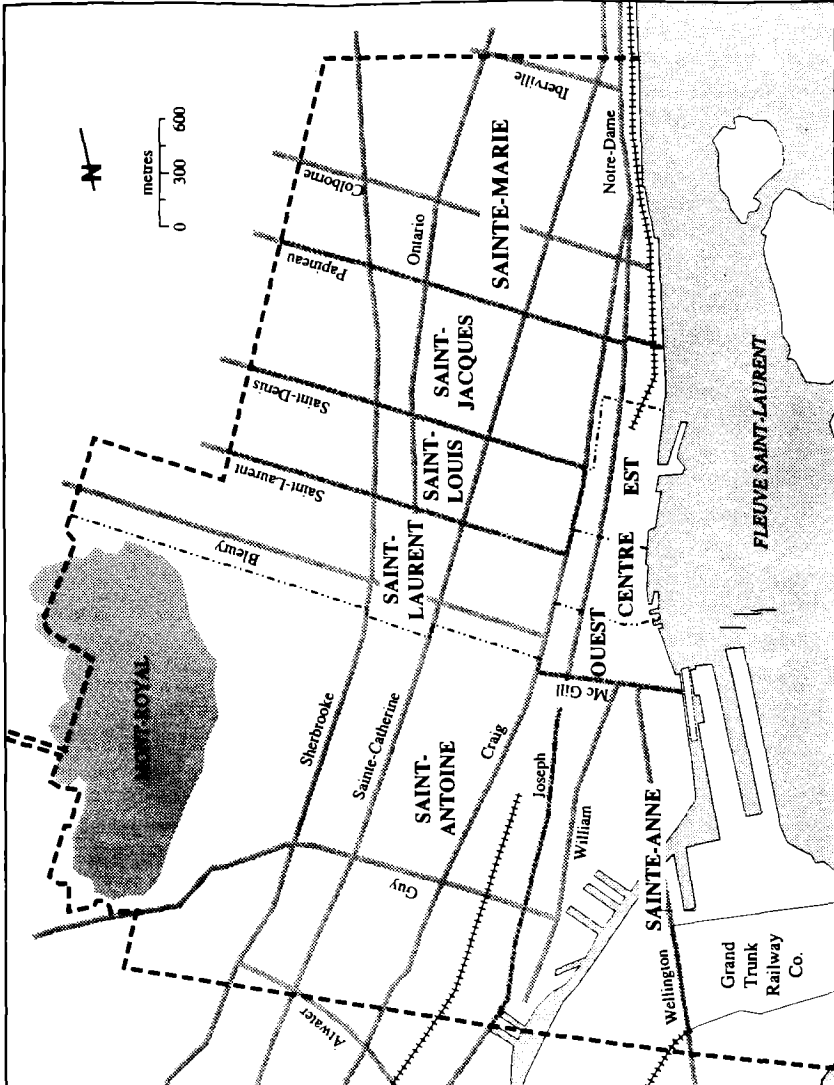 N
metres
0 300 600
Iberville
Notre-Dame
Colborne
SAINTE-MARIE
Ontario
Papineau
SAINT-
JACQUES
Saint-Denis
SAINT-
LOUIS
Saint-Laurent
EST
FLEUVE SAINT-LAURENT
Bleury
SAINT-
LAURENT
CENTRE
OUEST
MONT-ROYAL
Mc Gill
Sherbrooke
Sainte-Catherine
Craig
SAINT-
ANTOINE
Joseph
William
Guy
SAINTE-ANNE
Wellington
Grand
Trunk
Railway
Co.
Atwater